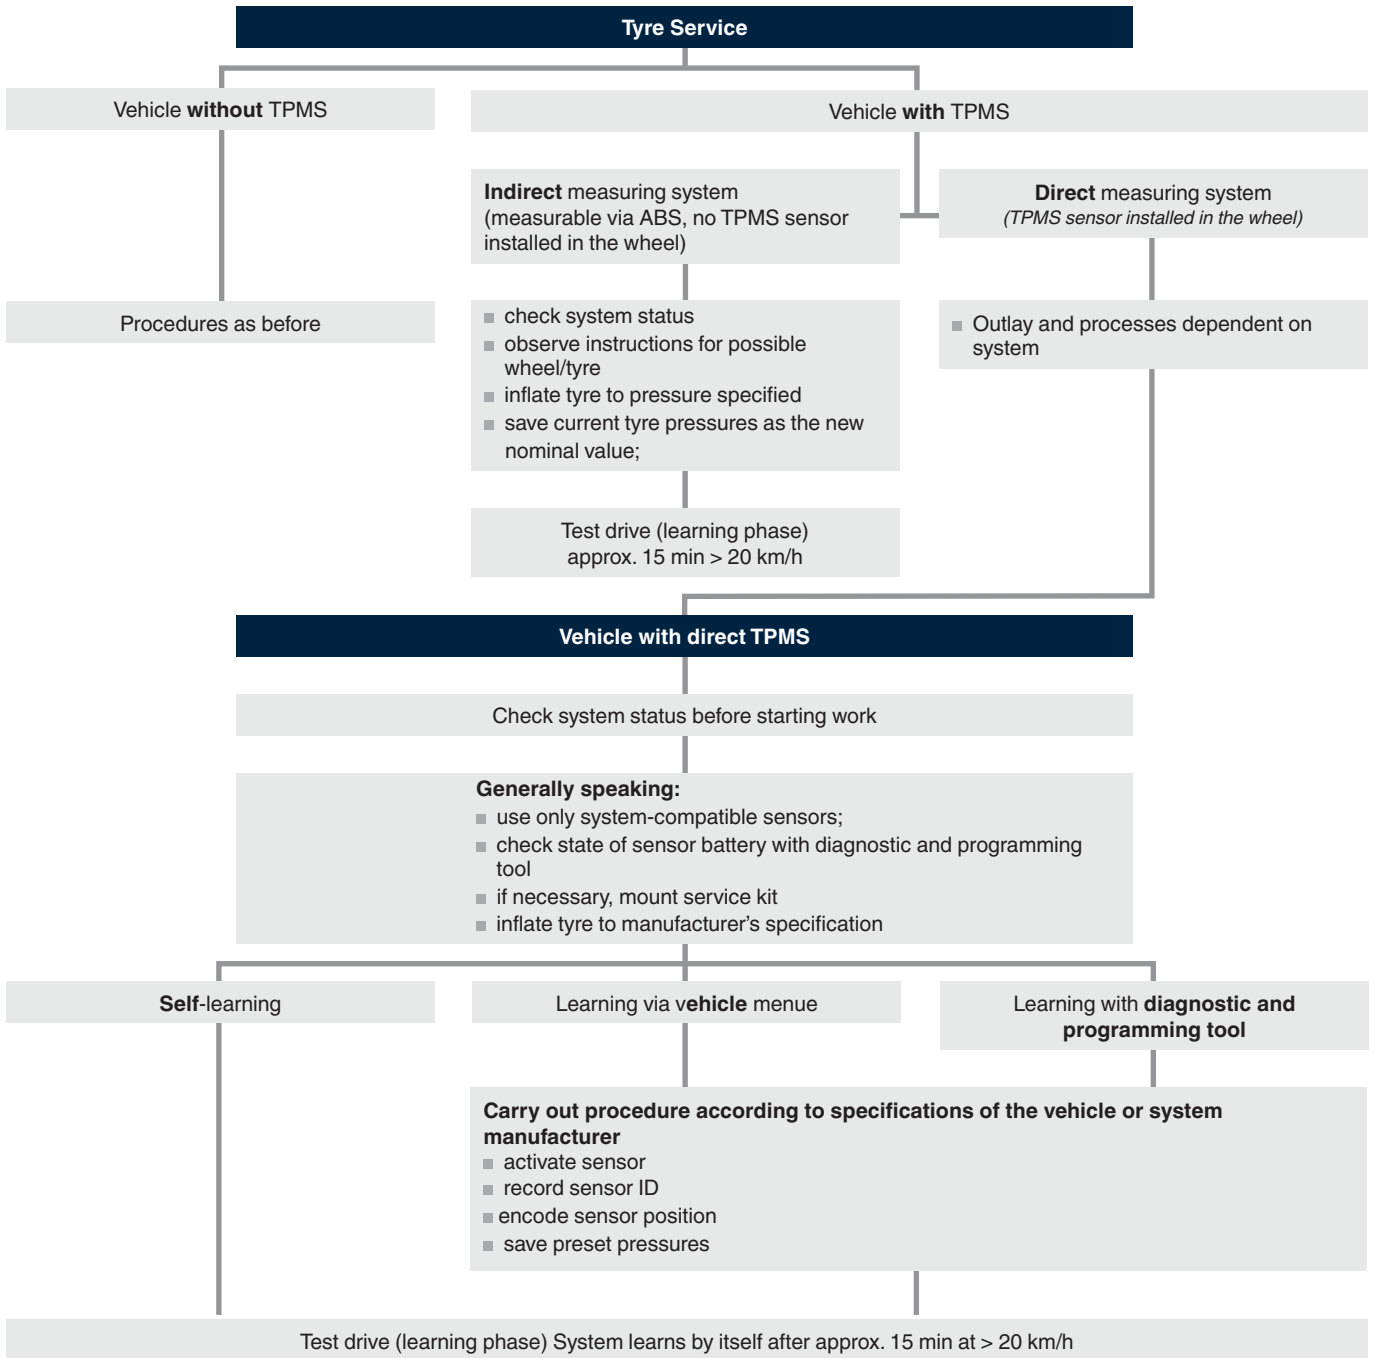 Tyre Service
Vehicle without TPMS
Vehicle with TPMS
Indirect measuring system
(measurable via ABS, no TPMS sensor
installed in the wheel)
Direct measuring system
(TPMS sensor installed in the wheel)
Procedures as before
check system status
observe instructions for possible
wheel/tyre
inflate tyre to pressure specified
save current tyre pressures as the new
nominal value;
Outlay and processes dependent on
system
Test drive (learning phase)
approx. 15 min > 20 km/h
Vehicle with direct TPMS
Check system status before starting work
Generally speaking:
use only system-compatible sensors;
check state of sensor battery with diagnostic and programming
tool
if necessary, mount service kit
inflate tyre to manufacturer’s specification
Self-learning
Learning via vehicle menue
Learning with diagnostic and
programming tool
Carry out procedure according to specifications of the vehicle or system
manufacturer
activate sensor
record sensor ID
encode sensor position
save preset pressures
Test drive (learning phase) System learns by itself after approx. 15 min at > 20 km/h